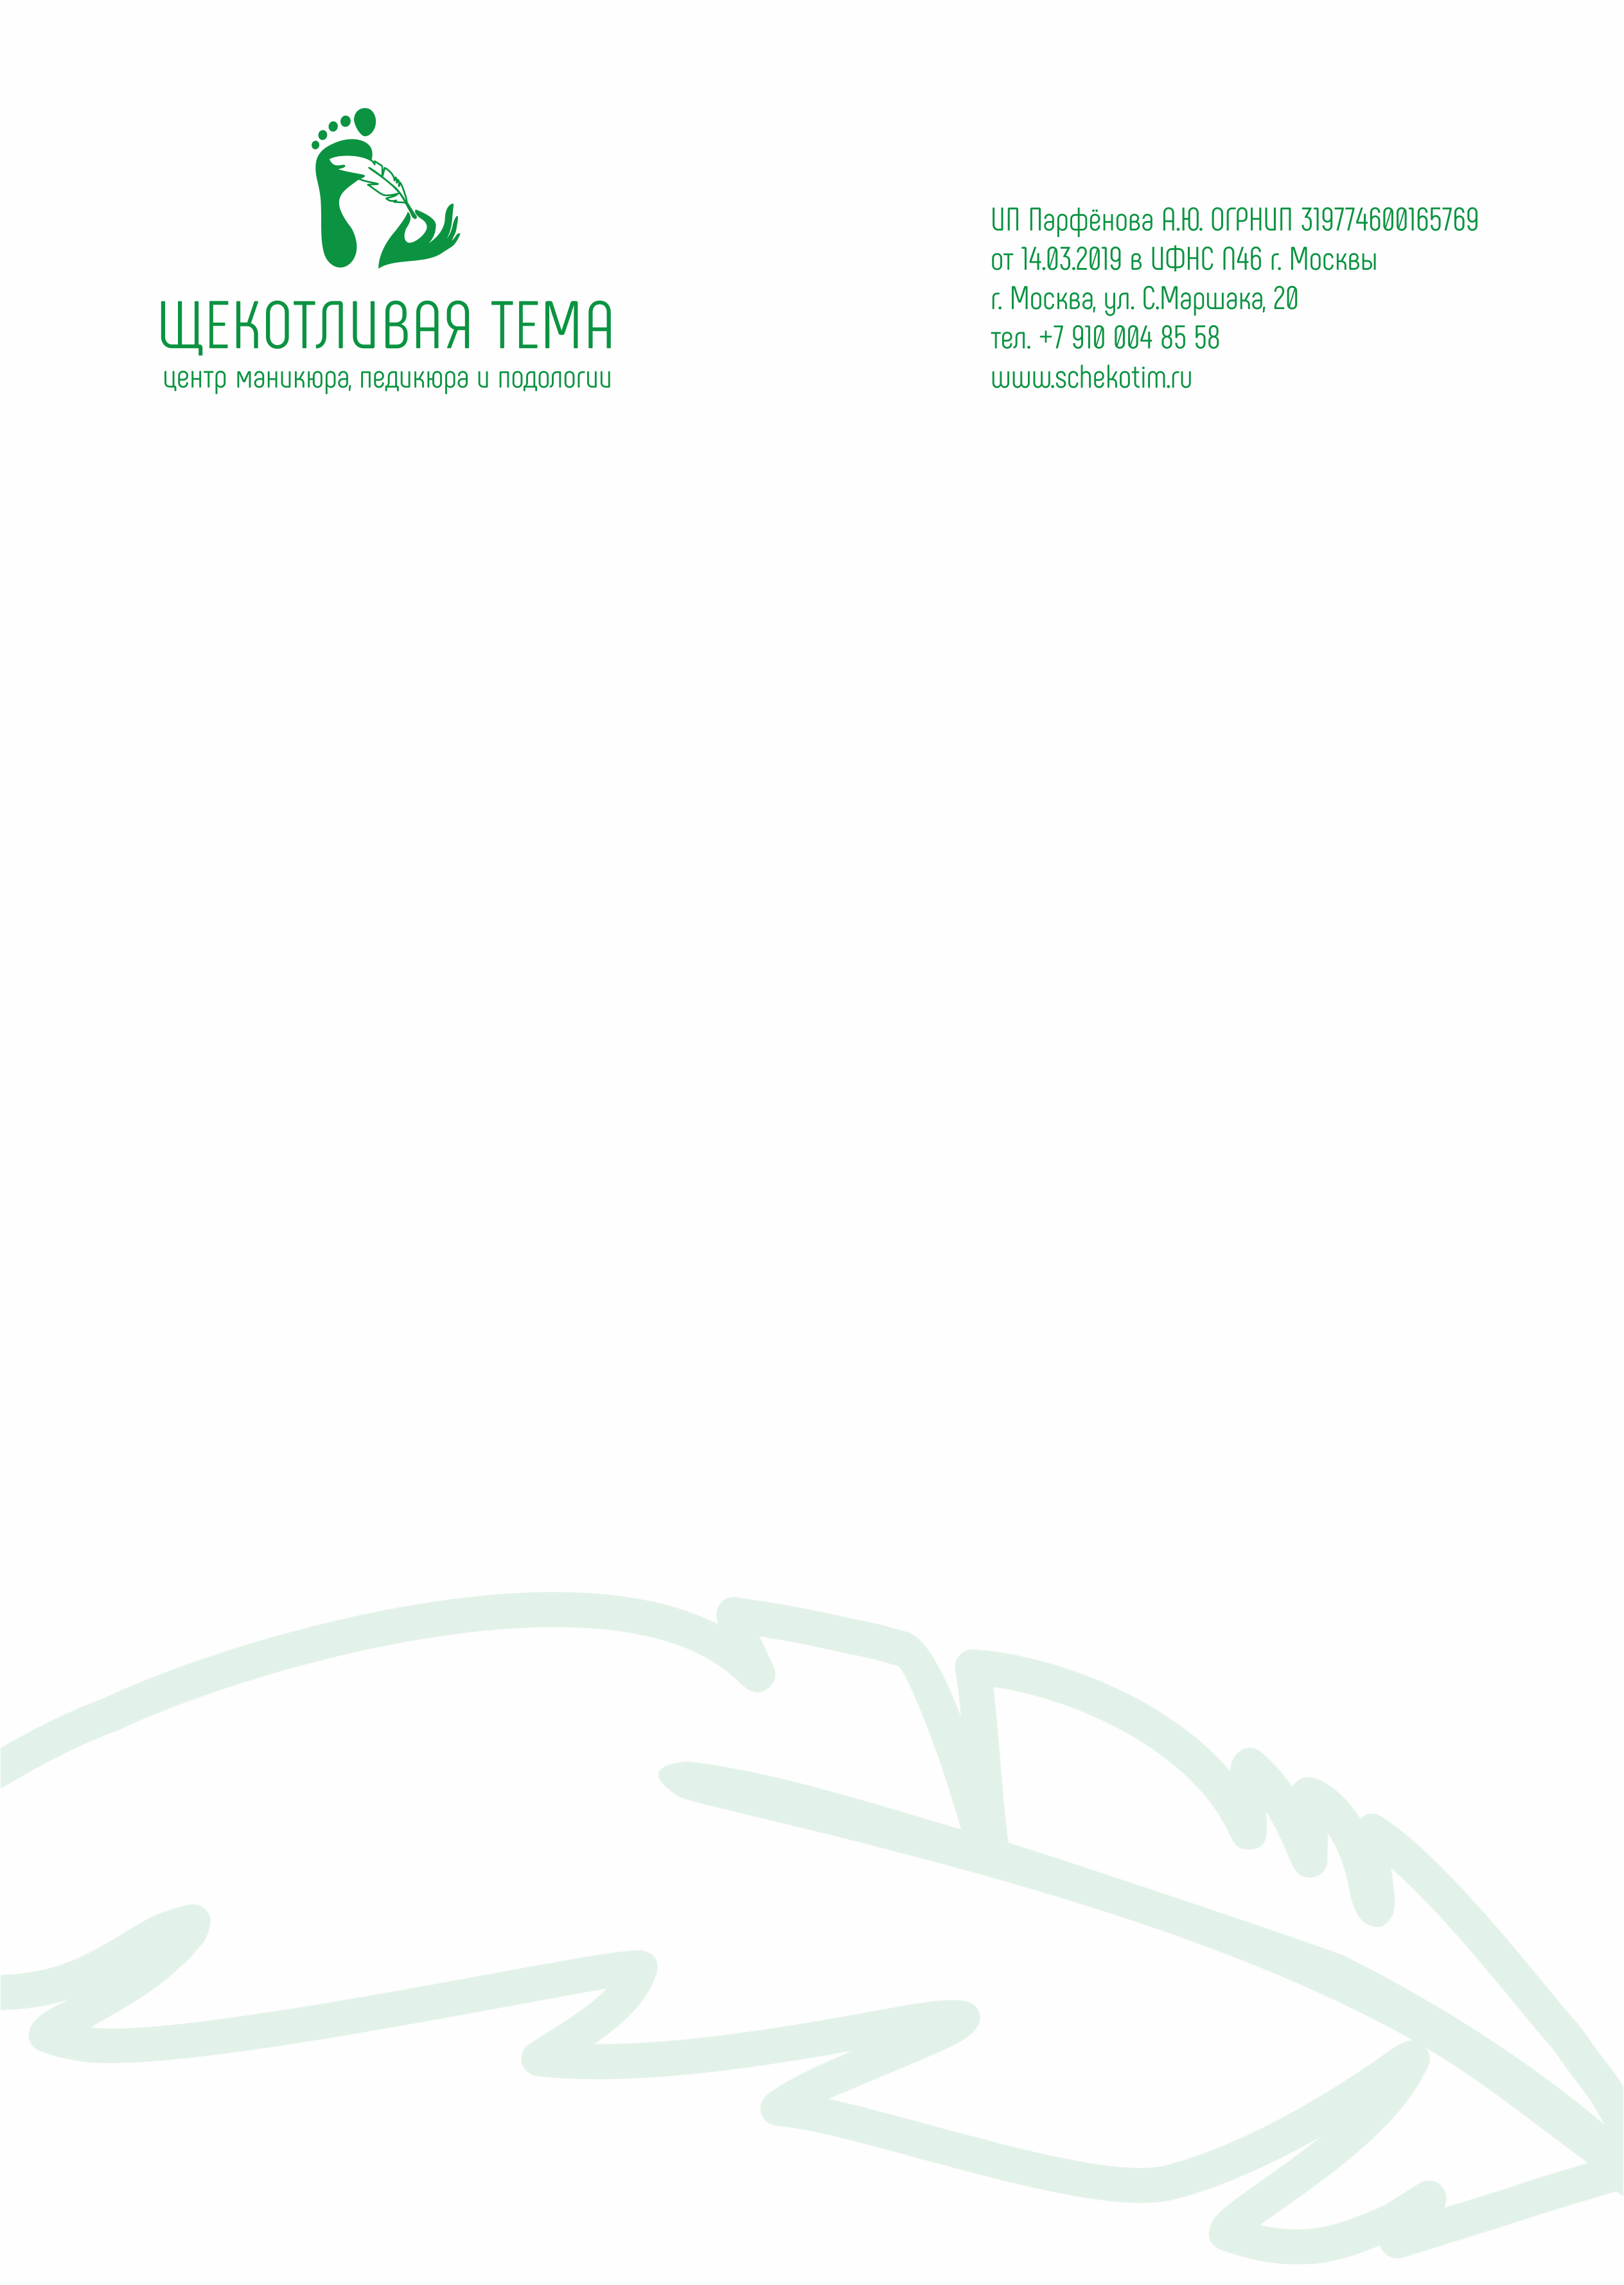 ЩЕКОТЛИВАЯ ТЕМА
центр маникюра, педикюра и подологии
ИП Парфёнова А.Ю. ОГРНИП 319774600165769
от 14.03.2019 в ИФНС П46 г. Москвы
г. Москва, ул. С.Маршака, 20
тел. +7 910 004 85 58
www.schekotim.ru